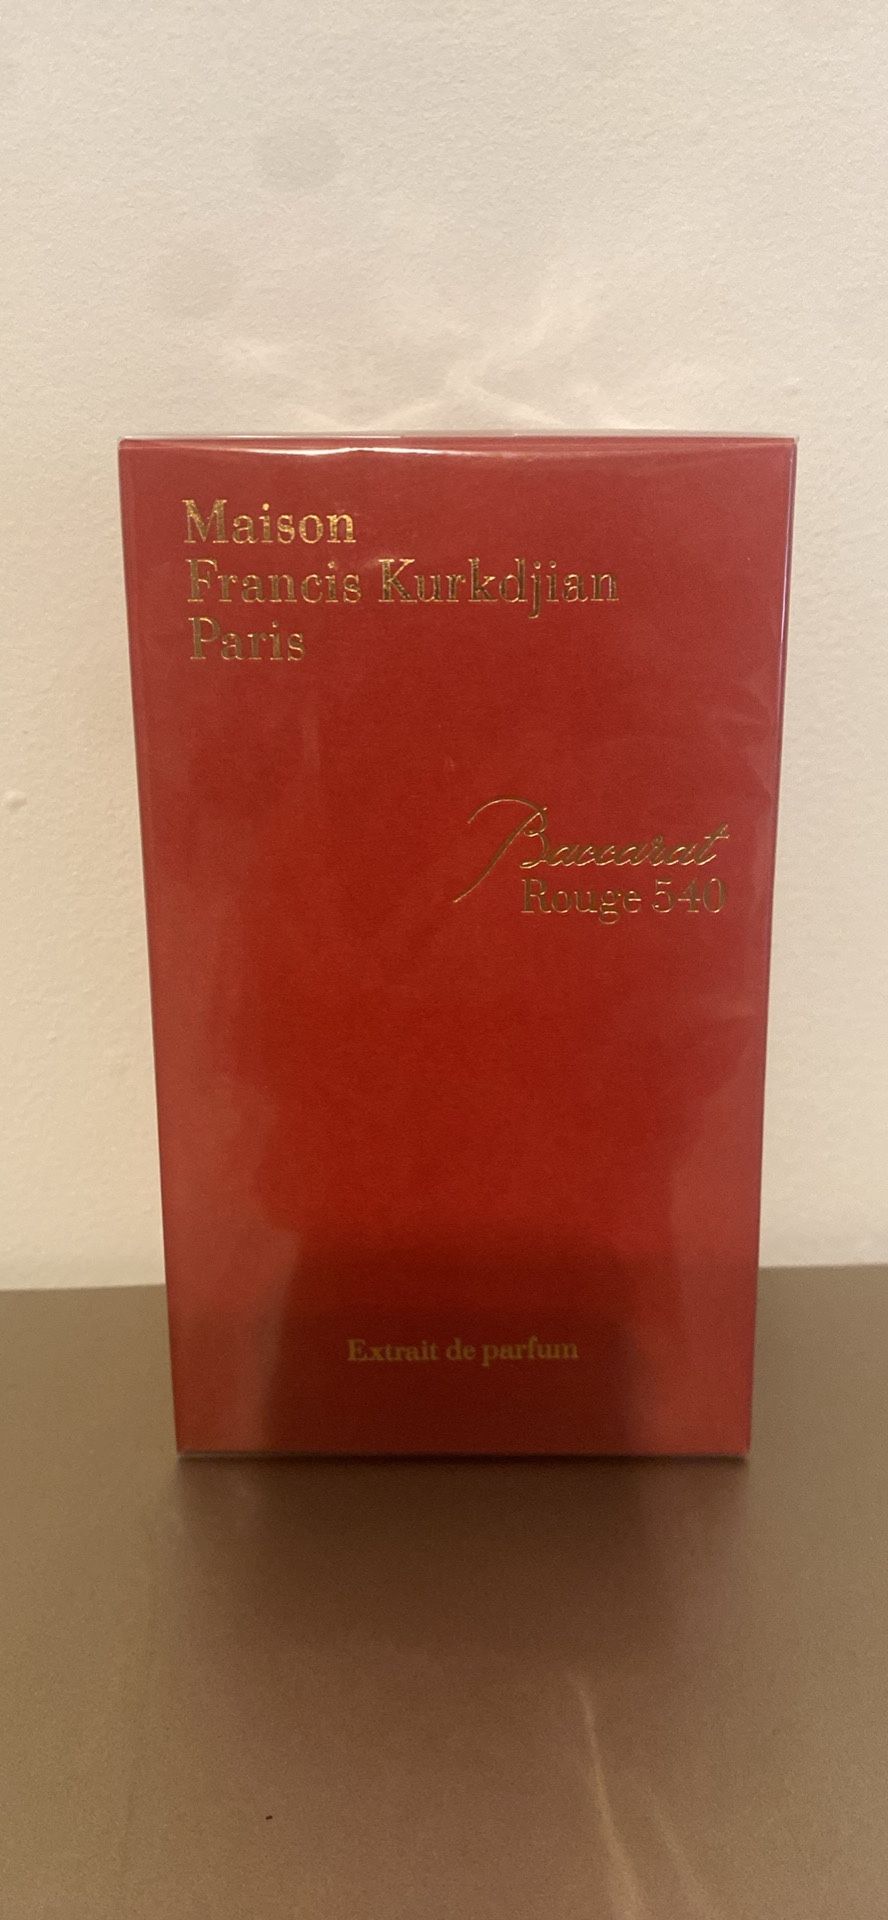 Maison
Francis Kurkdjian
Paris
Baccarat
Rouge 540
Extrait de parfum